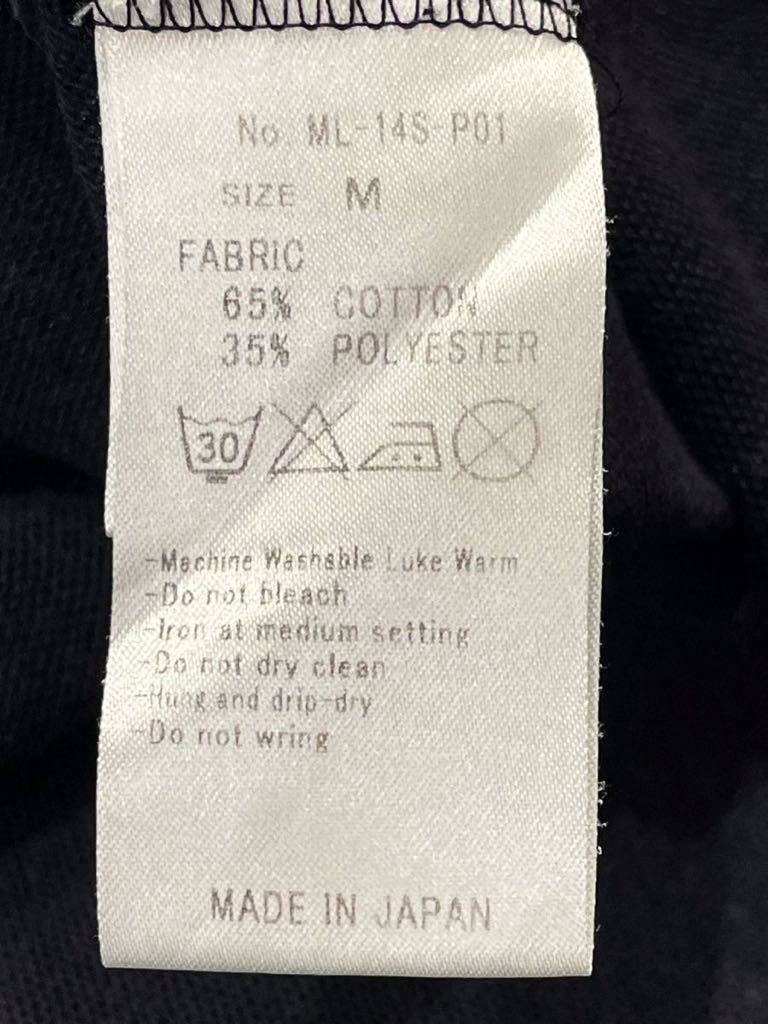 No. ML-14S-P01
SIZE M
FABRIC
65% COTTON
35% POLYESTER
30
-Machine Washable Luke Warm
-Do not bleach
-Iron at medium setting
-Do not dry clean
-Hung and drip-dry
-Do not wring
MADE IN JAPAN